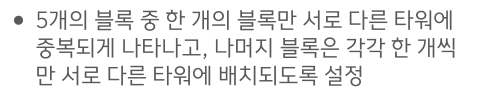 • 5개의 블록 중 한 개의 블록만 서로 다른 타워에
중복되게 나타나고, 나머지 블록은 각각 한 개씩
만 서로 다른 타워에 배치되도록 설정